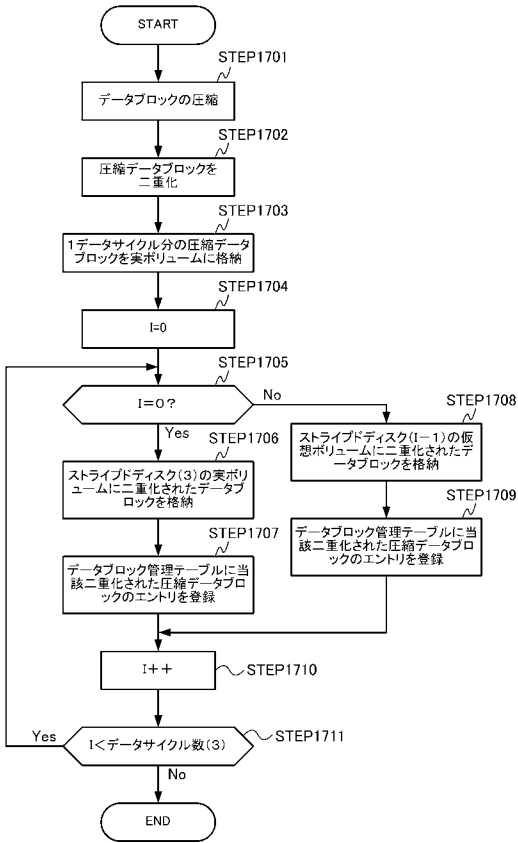 START
STEP1701
データブロックの圧縮
STEP1702
圧縮データブロックを
二重化
STEP1703
1データサイクル分の圧縮データ
ブロックを実ボリュームに格納
STEP1704
I=0
STEP1705
I=0?
No
Yes
STEP1706
ストライプドディスク(3)の実ボリ
ュームに二重化されたデータブ
ロックを格納
STEP1707
データブロック管理テーブルに当
該二重化された圧縮データブロ
ックのエントリを登録
STEP1708
ストライプドディスク(I-1)の仮
想ボリュームに二重化されたデ
ータブロックを格納
STEP1709
データブロック管理テーブルに当
該二重化された圧縮データブロ
ックのエントリを登録
I++
STEP1710
Yes
I<データサイクル数(3)
STEP1711
No
END